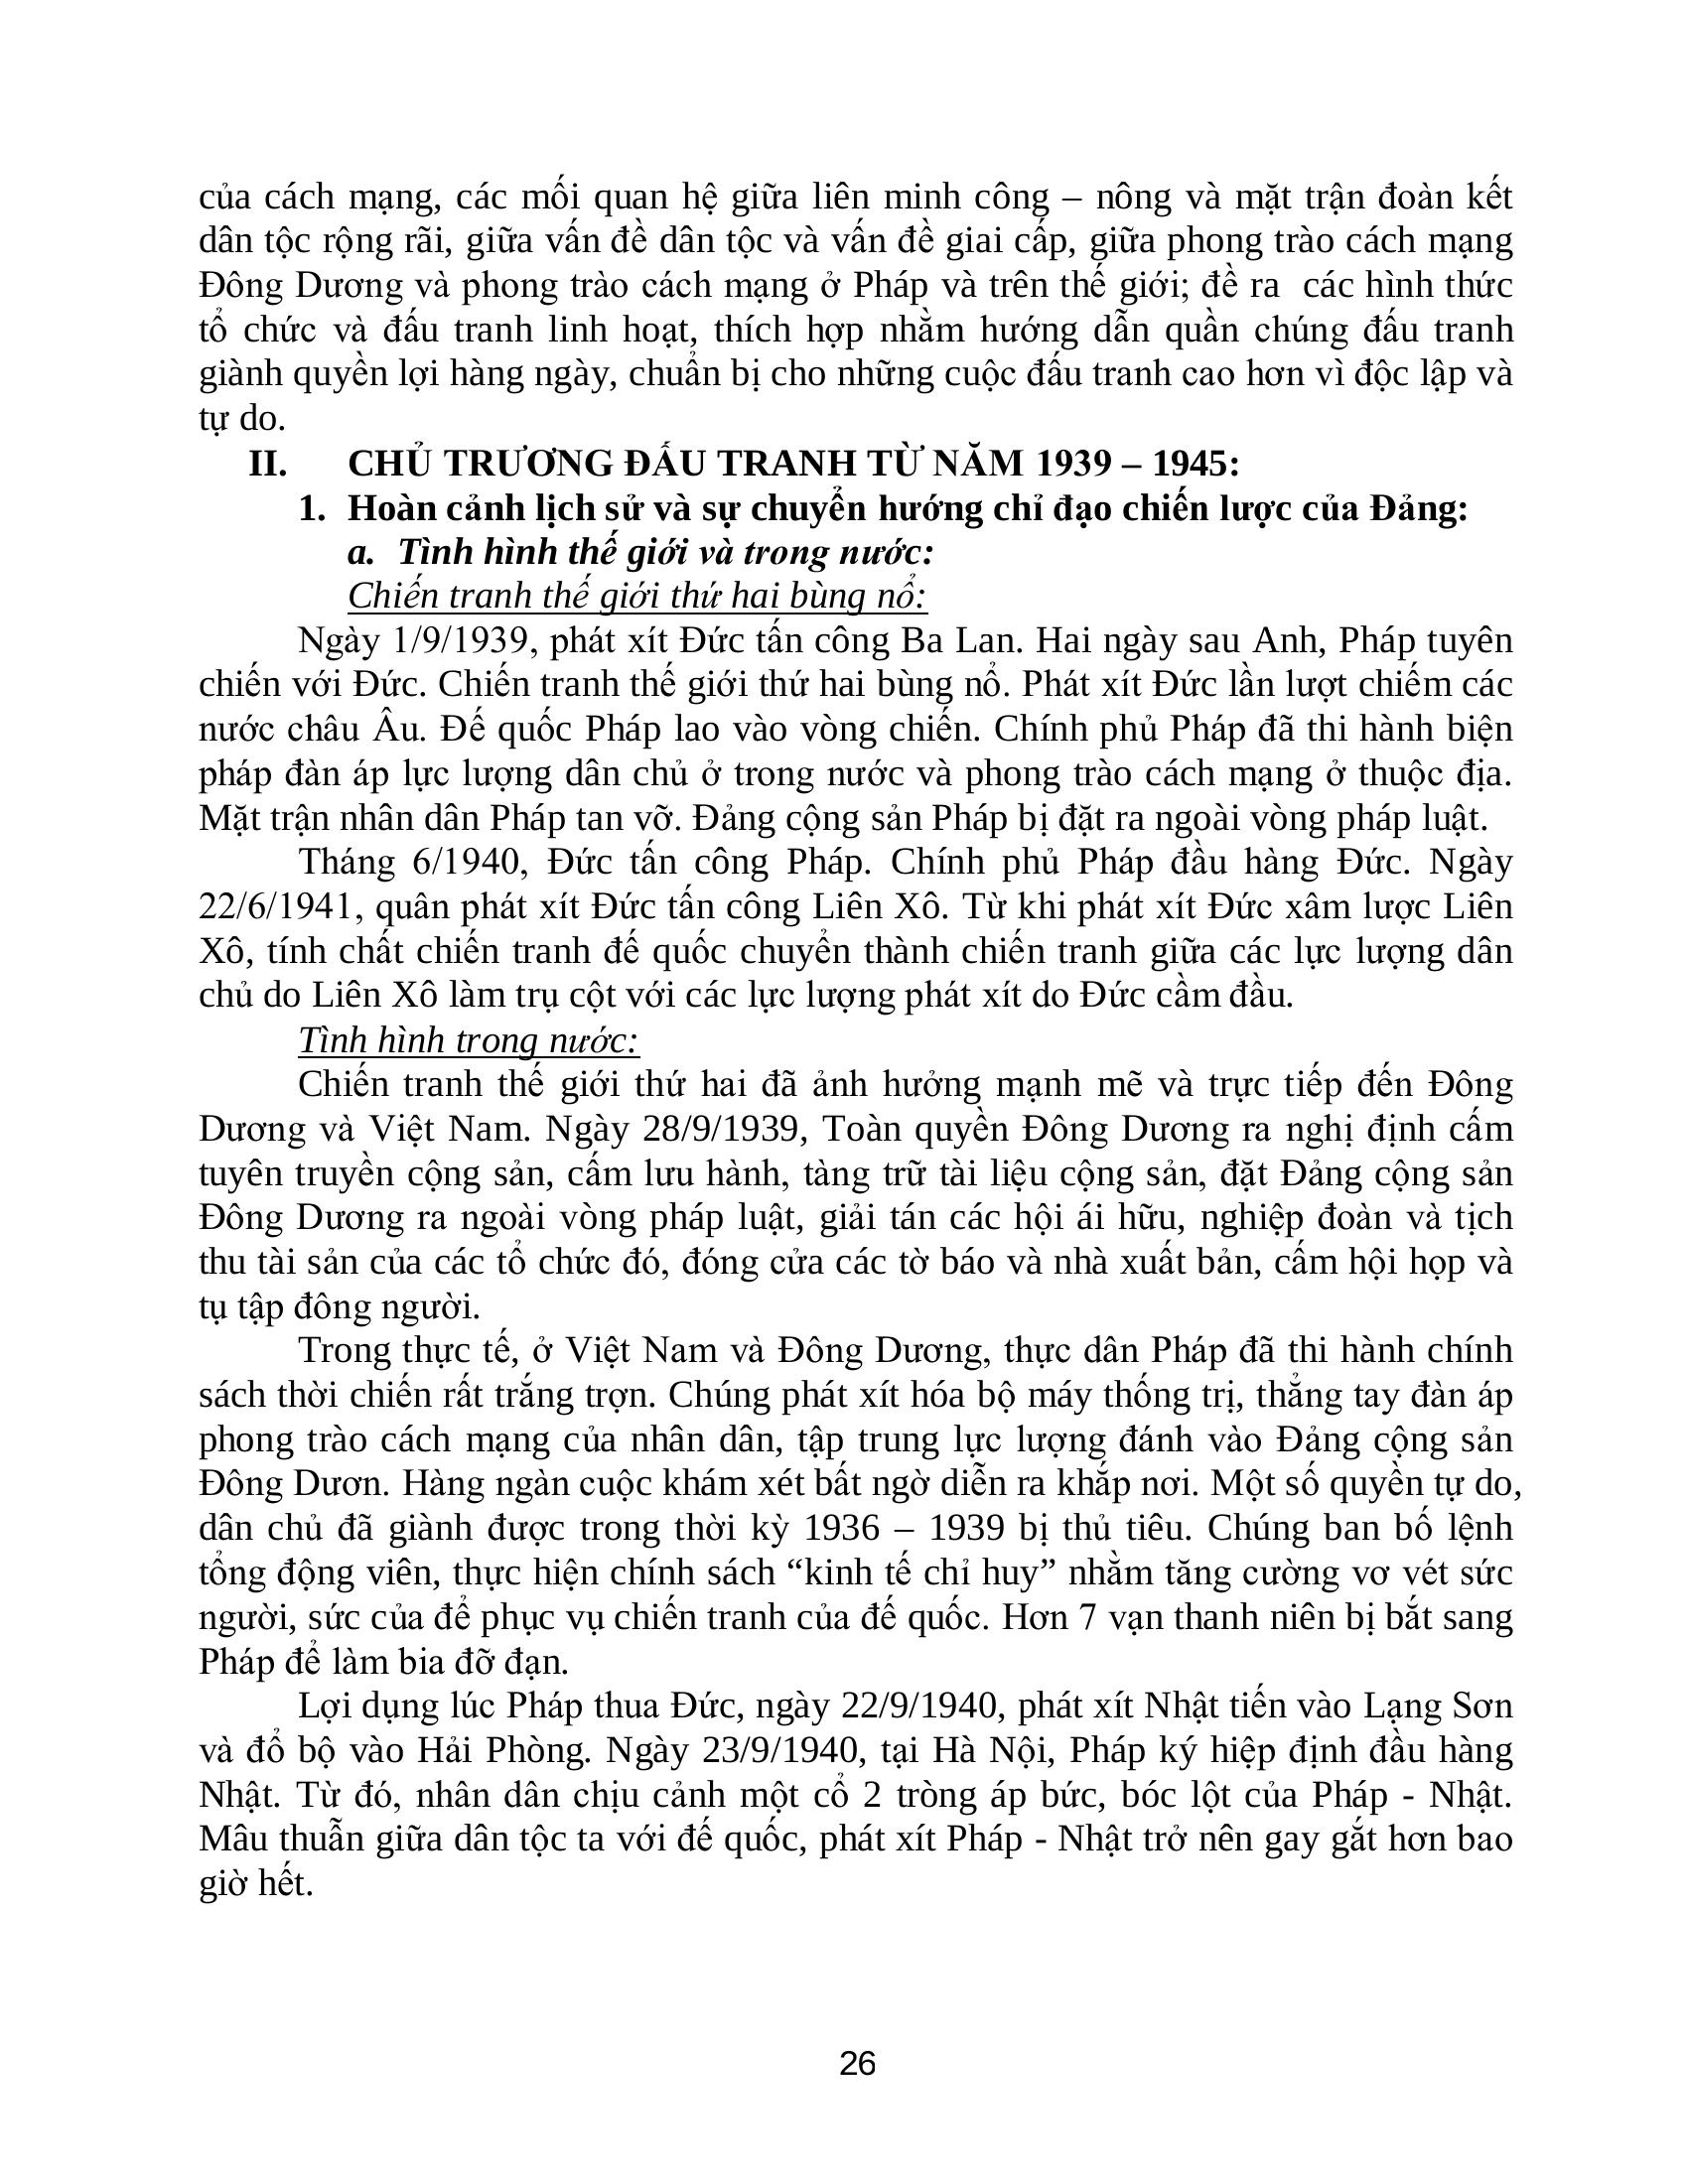 của cách mạng, các mối quan hệ giữa liên minh công – nông và mặt trận đoàn kết
dân tộc rộng rãi, giữa vấn đề dân tộc và vấn đề giai cấp, giữa phong trào cách mạng
Đông Dương và phong trào cách mạng ở Pháp và trên thế giới; đề ra  các hình thức
tổ chức và đấu tranh linh hoạt, thích hợp nhằm hướng dẫn quần chúng đấu tranh
giành quyền lợi hàng ngày, chuẩn bị cho những cuộc đấu tranh cao hơn vì độc lập và
tự do.
II. CHỦ TRƯƠNG ĐẤU TRANH TỪ NĂM 1939 – 1945:
1. Hoàn cảnh lịch sử và sự chuyển hướng chỉ đạo chiến lược của Đảng:
a. Tình hình thế giới và trong nước:
Chiến tranh thế giới thứ hai bùng nổ:
Ngày 1/9/1939, phát xít Đức tấn công Ba Lan. Hai ngày sau Anh, Pháp tuyên
chiến với Đức. Chiến tranh thế giới thứ hai bùng nổ. Phát xít Đức lần lượt chiếm các
nước châu Âu. Đế quốc Pháp lao vào vòng chiến. Chính phủ Pháp đã thi hành biện
pháp đàn áp lực lượng dân chủ ở trong nước và phong trào cách mạng ở thuộc địa.
Mặt trận nhân dân Pháp tan vỡ. Đảng cộng sản Pháp bị đặt ra ngoài vòng pháp luật.
Tháng 6/1940, Đức tấn công Pháp. Chính phủ Pháp đầu hàng Đức. Ngày
22/6/1941, quân phát xít Đức tấn công Liên Xô. Từ khi phát xít Đức xâm lược Liên
Xô, tính chất chiến tranh đế quốc chuyển thành chiến tranh giữa các lực lượng dân
chủ do Liên Xô làm trụ cột với các lực lượng phát xít do Đức cầm đầu.
Tình hình trong nước:
Chiến tranh thế giới thứ hai đã ảnh hưởng mạnh mẽ và trực tiếp đến Đông
Dương và Việt Nam. Ngày 28/9/1939, Toàn quyền Đông Dương ra nghị định cấm
tuyên truyền cộng sản, cấm lưu hành, tàng trữ tài liệu cộng sản, đặt Đảng cộng sản
Đông Dương ra ngoài vòng pháp luật, giải tán các hội ái hữu, nghiệp đoàn và tịch
thu tài sản của các tổ chức đó, đóng cửa các tờ báo và nhà xuất bản, cấm hội họp và
tụ tập đông người.
Trong thực tế, ở Việt Nam và Đông Dương, thực dân Pháp đã thi hành chính
sách thời chiến rất trắng trợn. Chúng phát xít hóa bộ máy thống trị, thẳng tay đàn áp
phong trào cách mạng của nhân dân, tập trung lực lượng đánh vào Đảng cộng sản
Đông Dươn. Hàng ngàn cuộc khám xét bất ngờ diễn ra khắp nơi. Một số quyền tự do,
dân chủ đã giành được trong thời kỳ 1936 – 1939 bị thủ tiêu. Chúng ban bố lệnh
tổng động viên, thực hiện chính sách “kinh tế chỉ huy” nhằm tăng cường vơ vét sức
người, sức của để phục vụ chiến tranh của đế quốc. Hơn 7 vạn thanh niên bị bắt sang
Pháp để làm bia đỡ đạn.
Lợi dụng lúc Pháp thua Đức, ngày 22/9/1940, phát xít Nhật tiến vào Lạng Sơn
và đổ bộ vào Hải Phòng. Ngày 23/9/1940, tại Hà Nội, Pháp ký hiệp định đầu hàng
Nhật. Từ đó, nhân dân chịu cảnh một cổ 2 tròng áp bức, bóc lột của Pháp - Nhật.
Mâu thuẫn giữa dân tộc ta với đế quốc, phát xít Pháp - Nhật trở nên gay gắt hơn bao
giờ hết.
26